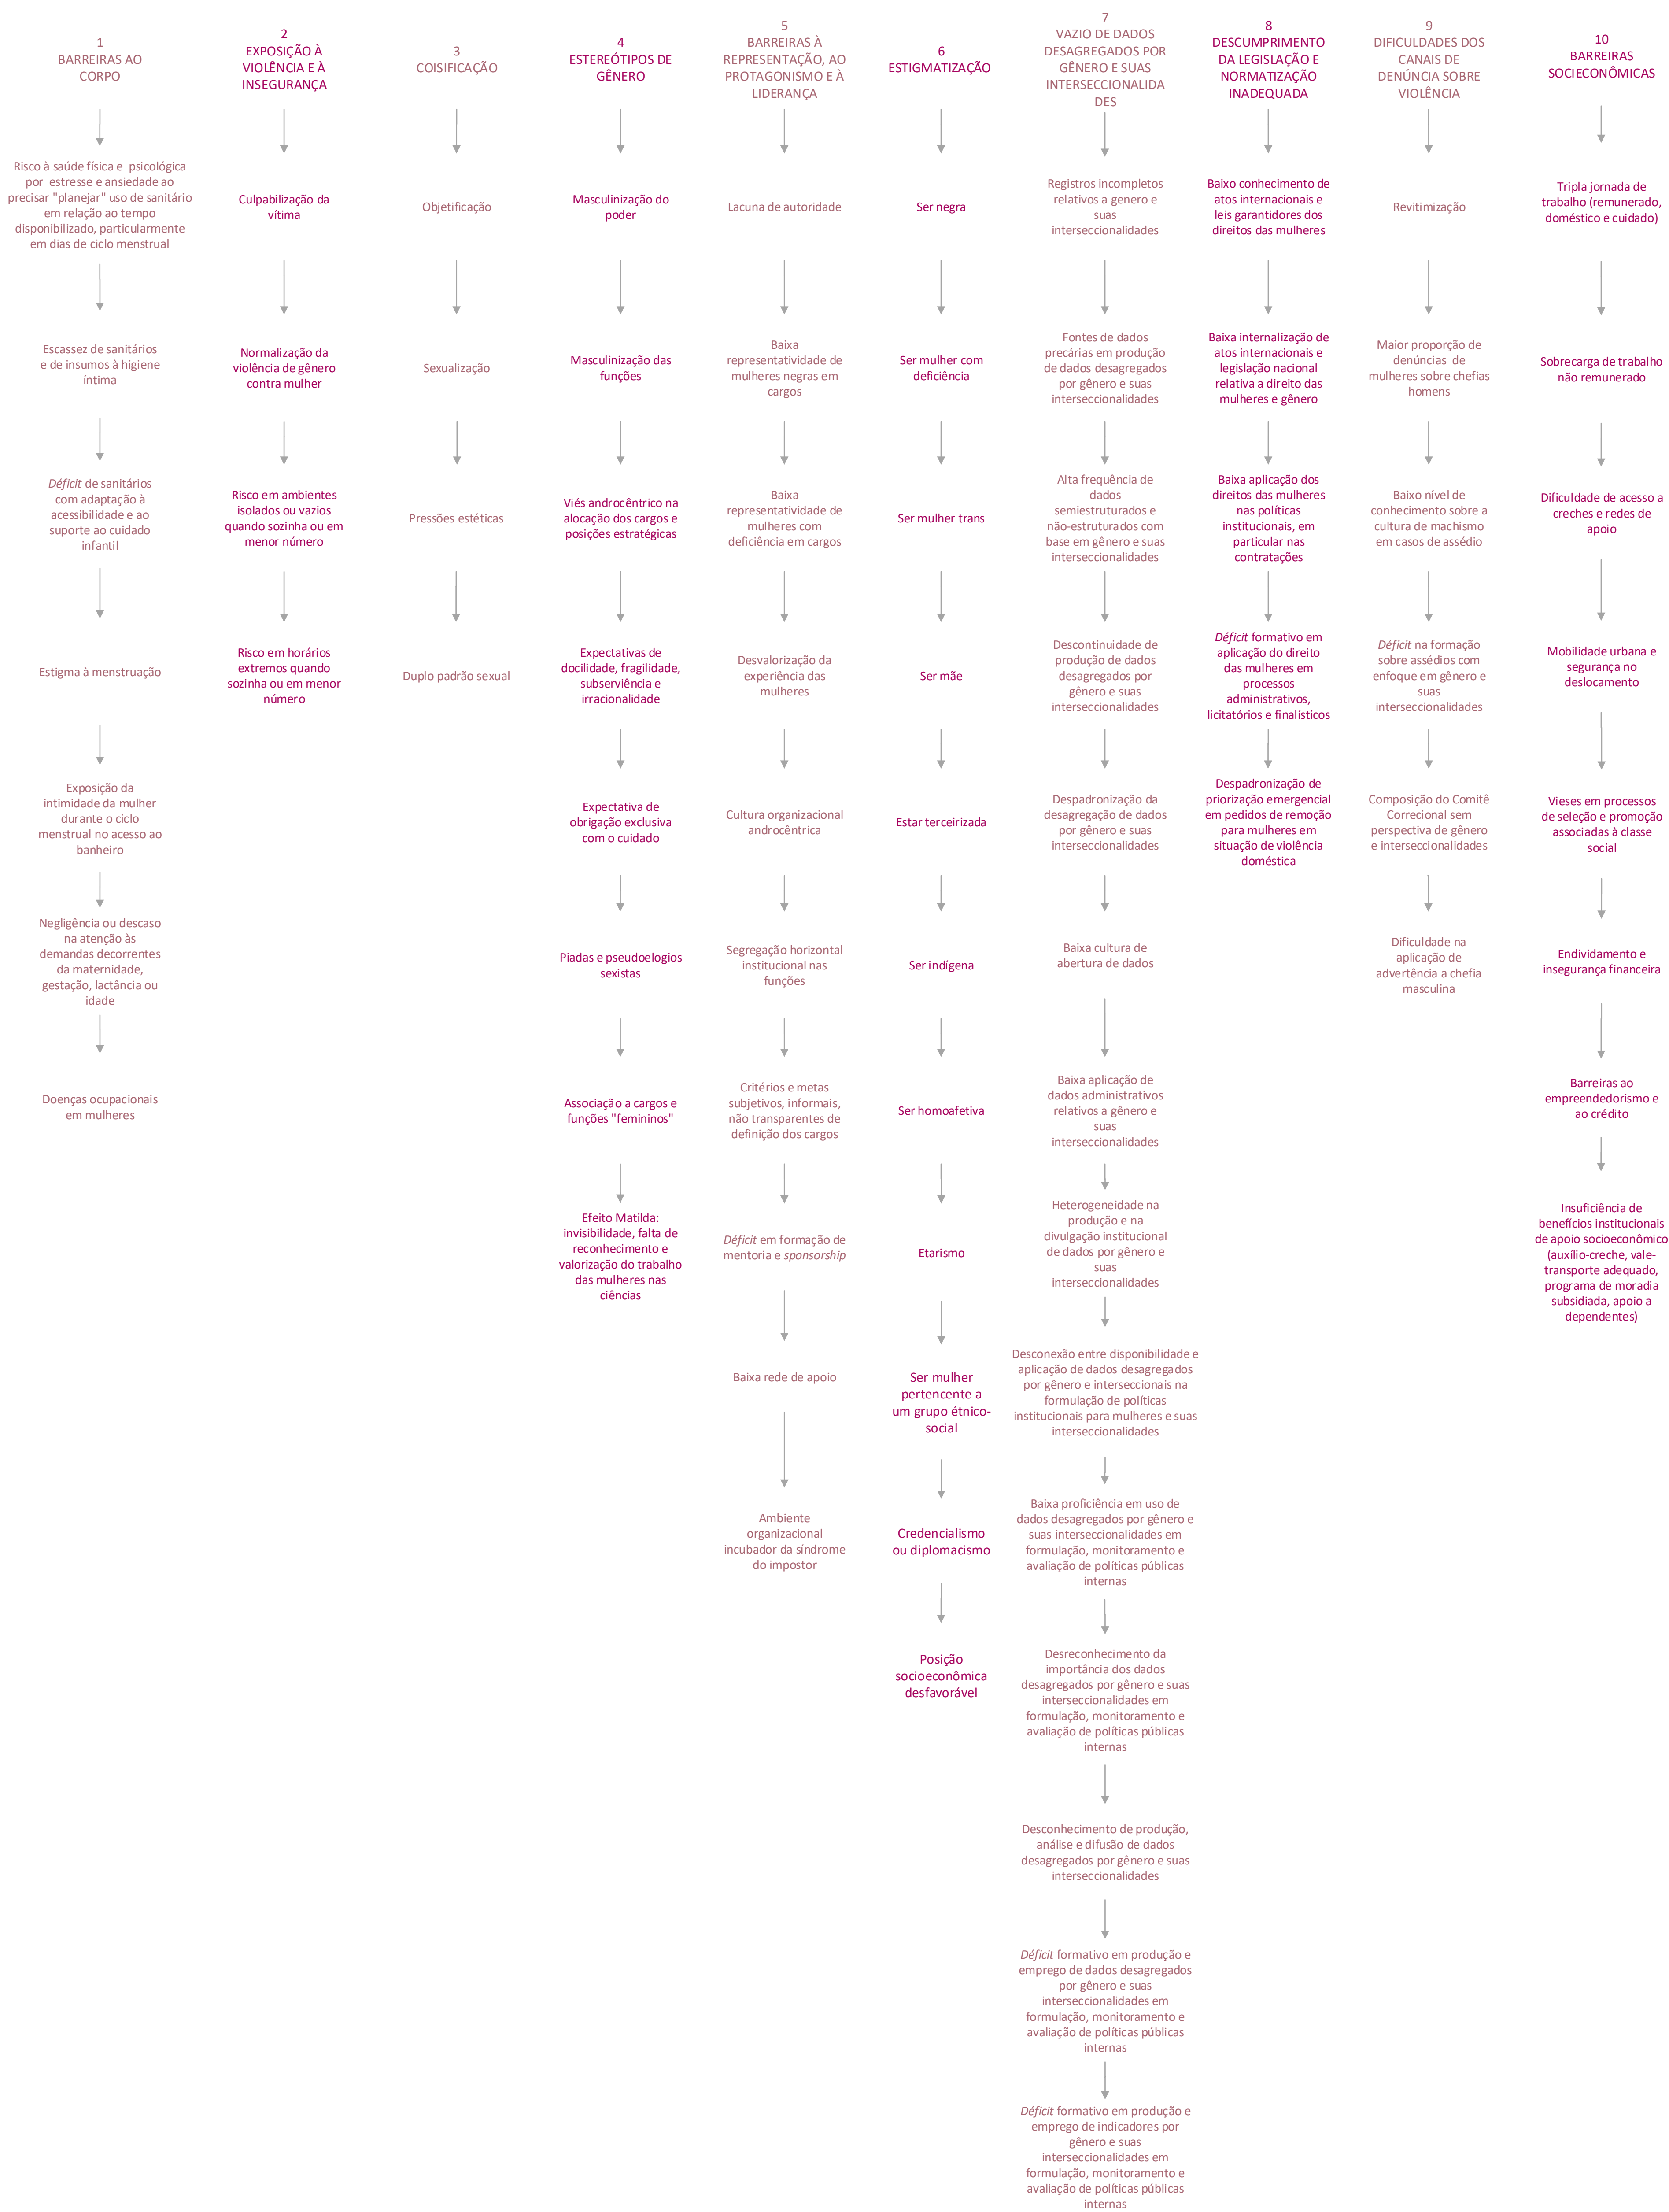 1
BARREIRAS AO
CORPO
Risco à saúde física e psicológica
por estresse e ansiedade ao
precisar "planejar" uso de sanitário
em relação ao tempo
disponibilizado, particularmente
em dias de ciclo menstrual
Escassez de sanitários
e de insumos à higiene
íntima
Déficit de sanitários
com adaptação à
acessibilidade e ao
suporte ao cuidado
infantil
Estigma à menstruação
Exposição da
intimidade da mulher
durante o ciclo
menstrual no acesso ao
banheiro
Negligência ou descaso
na atenção às
demandas decorrentes
da maternidade,
gestação, lactância ou
idade
Doenças ocupacionais
em mulheres
2
EXPOSIÇÃO À
VIOLÊNCIA E À
INSEGURANÇA
Culpabilização da
vítima
Normalização da
violência de gênero
contra mulher
Risco em ambientes
isolados ou vazios
quando sozinha ou em
menor número
Risco em horários
extremos quando
sozinha ou em menor
número
3
COISIFICAÇÃO
Objetificação
Sexualização
Pressões estéticas
Duplo padrão sexual
4
ESTEREÓTIPOS DE
GÊNERO
Masculinização do
poder
Masculinização das
funções
Viés androcêntrico na
alocação dos cargos e
posições estratégicas
Expectativas de
docilidade, fragilidade,
subserviência e
irracionalidade
Expectativa de
obrigação exclusiva
com o cuidado
Piadas e pseudoelogios
sexistas
Associação a cargos e
funções "femininos"
Efeito Matilda:
invisibilidade, falta de
reconhecimento e
valorização do trabalho
das mulheres nas
ciências
5
BARREIRAS À
REPRESENTAÇÃO, AO
PROTAGONISMO E À
LIDERANÇA
Lacuna de autoridade
Baixa
representatividade de
mulheres negras em
cargos
Baixa
representatividade de
mulheres com
deficiência em cargos
Desvalorização da
experiência das
mulheres
Cultura organizacional
androcêntrica
Segregação horizontal
institucional nas
funções
Critérios e metas
subjetivos, informais,
não transparentes de
definição dos cargos
Déficit em formação de
mentoria e sponsorship
Baixa rede de apoio
Ambiente
organizacional
incubador da síndrome
do impostor
6
ESTIGMATIZAÇÃO
Ser negra
Ser mulher com
deficiência
Ser mulher trans
Ser mãe
Estar terceirizada
Ser indígena
Ser homoafetiva
Etarismo
Ser mulher
pertencente a
um grupo étnico-
social
Credencialismo
ou diplomacismo
Posição
socioeconômica
desfavorável
7
VAZIO DE DADOS
DESAGREGADOS POR
GÊNERO E SUAS
INTERSECCIONALIDA
DES
Registros incompletos
relativos a genero e
suas
interseccionalidades
Fontes de dados
precárias em produção
de dados desagregados
por gênero e suas
interseccionalidades
Alta frequência de
dados
semiestruturados e
não-estruturados com
base em gênero e suas
interseccionalidades
Descontinuidade de
produção de dados
desagregados por
gênero e suas
interseccionalidades
Despadronização da
desagregação de dados
por gênero e suas
interseccionalidades
Baixa cultura de
abertura de dados
Baixa aplicação de
dados administrativos
relativos a gênero e
suas
interseccionalidades
Heterogeneidade na
produção e na
divulgação institucional
de dados por gênero e
suas
interseccionalidades
Desconexão entre disponibilidade e
aplicação de dados desagregados
por gênero e interseccionais na
formulação de políticas
institucionais para mulheres e suas
interseccionalidades
Baixa proficiência em uso de
dados desagregados por gênero e
suas interseccionalidades em
formulação, monitoramento e
avaliação de políticas públicas
internas
Desreconhecimento da
importância dos dados
desagregados por gênero e suas
interseccionalidades em
formulação, monitoramento e
avaliação de políticas públicas
internas
Desconhecimento de produção,
análise e difusão de dados
desagregados por gênero e suas
interseccionalidades
Déficit formativo em produção e
emprego de dados desagregados
por gênero e suas
interseccionalidades em
formulação, monitoramento e
avaliação de políticas públicas
internas
Déficit formativo em produção e
emprego de indicadores por
gênero e suas
interseccionalidades em
formulação, monitoramento e
avaliação de políticas públicas
internas
8
DESCUMPRIMENTO
DA LEGISLAÇÃO E
NORMATIZAÇÃO
INADEQUADA
Baixo conhecimento de
atos internacionais e
leis garantidores dos
direitos das mulheres
Baixa internalização de
atos internacionais e
legislação nacional
relativa a direito das
mulheres e gênero
Baixa aplicação dos
direitos das mulheres
nas políticas
institucionais, em
particular nas
contratações
Déficit formativo em
aplicação do direito
das mulheres em
processos
administrativos,
licitatórios e finalísticos
Despadronização de
priorização emergencial
em pedidos de remoção
para mulheres em
situação de violência
doméstica
9
DIFICULDADES DOS
CANAIS DE
DENÚNCIA SOBRE
VIOLÊNCIA
Revitimização
Maior proporção de
denúncias de
mulheres sobre chefias
homens
Baixo nível de
conhecimento sobre a
cultura de machismo
em casos de assédio
Déficit na formação
sobre assédios com
enfoque em gênero e
suas
interseccionalidades
Composição do Comitê
Correcional sem
perspectiva de gênero
e interseccionalidades
Dificuldade na
aplicação de
advertência a chefia
masculina
10
BARREIRAS
SOCIECONÔMICAS
Tripla jornada de
trabalho (remunerado,
doméstico e cuidado)
Sobrecarga de trabalho
não remunerado
Dificuldade de acesso a
creches e redes de
apoio
Mobilidade urbana e
segurança no
deslocamento
Vieses em processos
de seleção e promoção
associadas à classe
social
Endividamento e
insegurança financeira
Barreiras ao
empreendedorismo e
ao crédito
Insuficiência de
benefícios institucionais
de apoio socioeconômico
(auxílio-creche, vale-
transporte adequado,
programa de moradia
subsidiada, apoio a
dependentes)